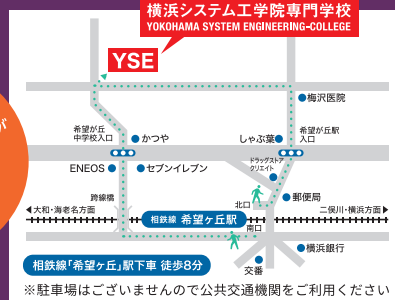 横浜システム工学院専門学校
YOKOHAMA SYSTEM ENGINEERING-COLLEGE
YSE
梅沢医院
が
希望が丘
中学校入口
かつや
しゃぶ葉
希望が丘駅
入口
ENEOS
セブンイレブン
ドラッグストア
クリエイト
跨線橋
北口
郵便局
大和・海老名方面
相鉄線 希望ヶ丘駅
二俣川・横浜方面
南口
横浜銀行
相鉄線「希望ヶ丘」駅下車 徒歩8分
交番
※駐車場はございませんので公共交通機関をご利用ください